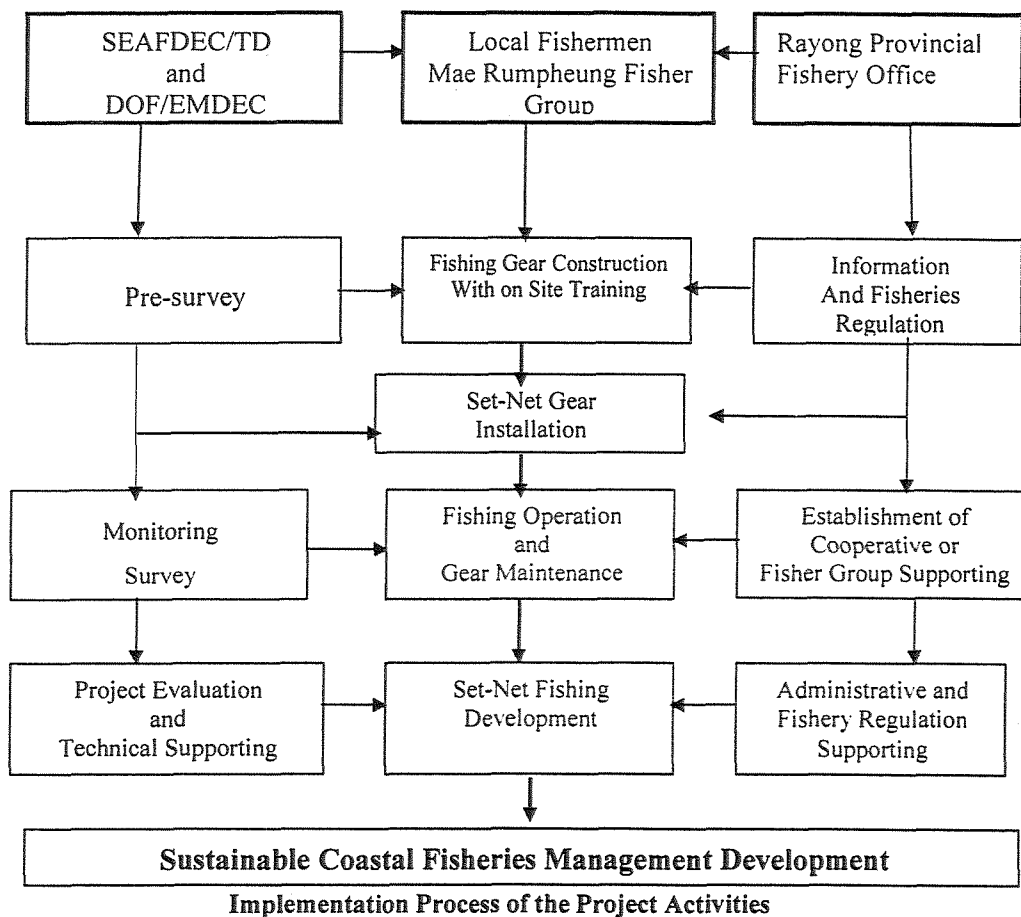 SEAFDEC/TD
and
DOF/EMDEC
Local Fishermen
Mae Rumpheung Fisher
Group
Rayong Provincial
Fishery Office
Pre-survey
Fishing Gear Construction
With on Site Training
Information
And Fisheries
Regulation
Set-Net Gear
Installation
Monitoring
Survey
Fishing Operation
and
Gear Maintenance
Establishment of
Cooperative or
Fisher Group Supporting
Project Evaluation
and
Technical Supporting
Set-Net Fishing
Development
Administrative and
Fishery Regulation
Supporting
Sustainable Coastal Fisheries Management Development
Implementation Process of the Project Activities